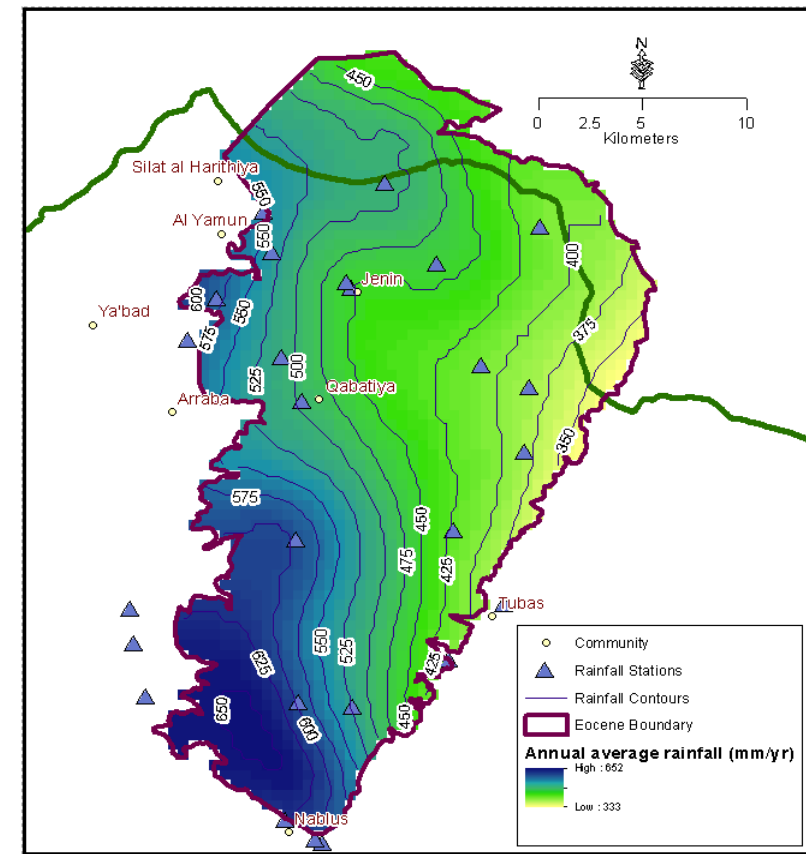 450
N
0 2.5 5 10
Kilometers
Silat al Harithiya
550
Al Yamun
550
400
Jenin
600
550
Ya'bad
575
375
500
525
Qabatiya
Arraba
350
575
450
475
425
Tubas
550
525
625
425
650
450
600
Nablus
Community
Rainfall Stations
Rainfall Contours
Eocene Boundary
Annual average rainfall (mm/yr)
High : 652
Low : 333